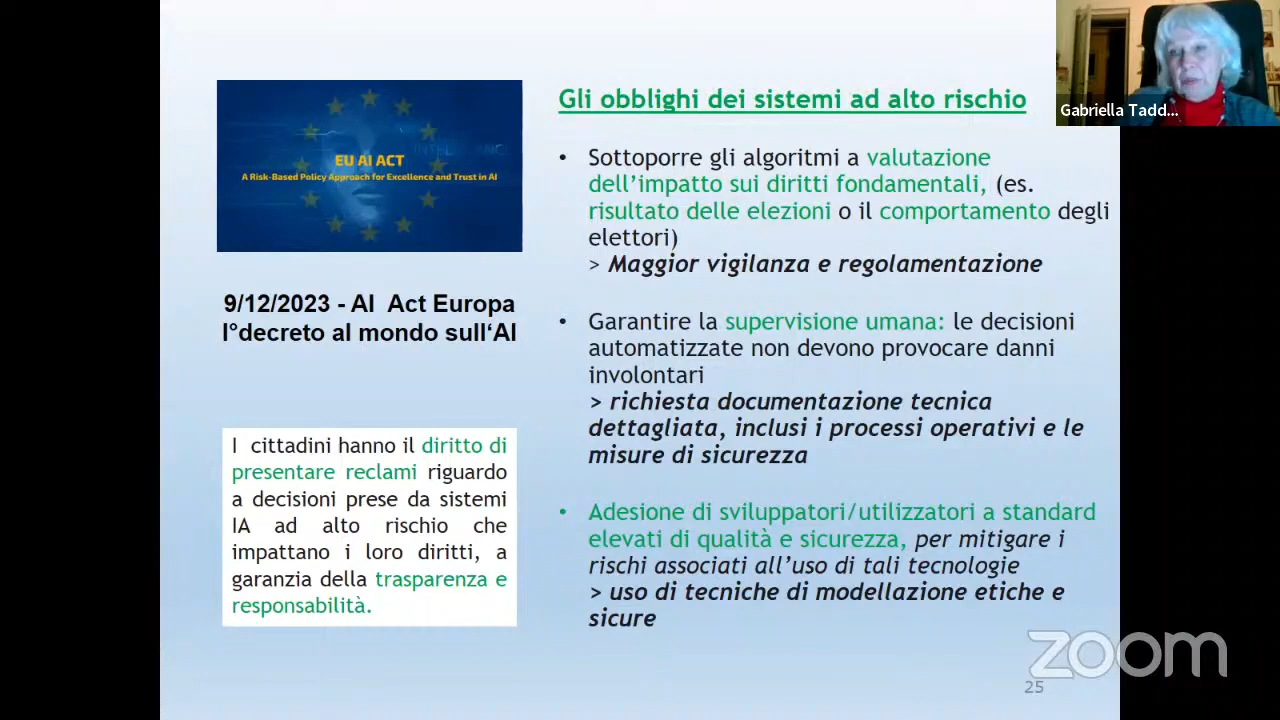 EU AI ACT
A Risk-Based Policy Approach for Excellence and Trust in AI
9/12/2023 - AI Act Europa
I°decreto al mondo sull‘AI
I cittadini hanno il diritto di
presentare reclami riguardo
a decisioni prese da sistemi
IA ad alto rischio che
impattano i loro diritti, a
garanzia della trasparenza e
responsabilità.
Gli obblighi dei sistemi ad alto rischio
• Sottoporre gli algoritmi a valutazione
dell’impatto sui diritti fondamentali, (es.
risultato delle elezioni o il comportamento degli
elettori)
> Maggior vigilanza e regolamentazione
• Garantire la supervisione umana: le decisioni
automatizzate non devono provocare danni
involontari
> richiesta documentazione tecnica
dettagliata, inclusi i processi operativi e le
misure di sicurezza
• Adesione di sviluppatori/utilizzatori a standard
elevati di qualità e sicurezza, per mitigare i
rischi associati all’uso di tali tecnologie
> uso di tecniche di modellazione etiche e
sicure
Gabriella Tadd...
zoom
25